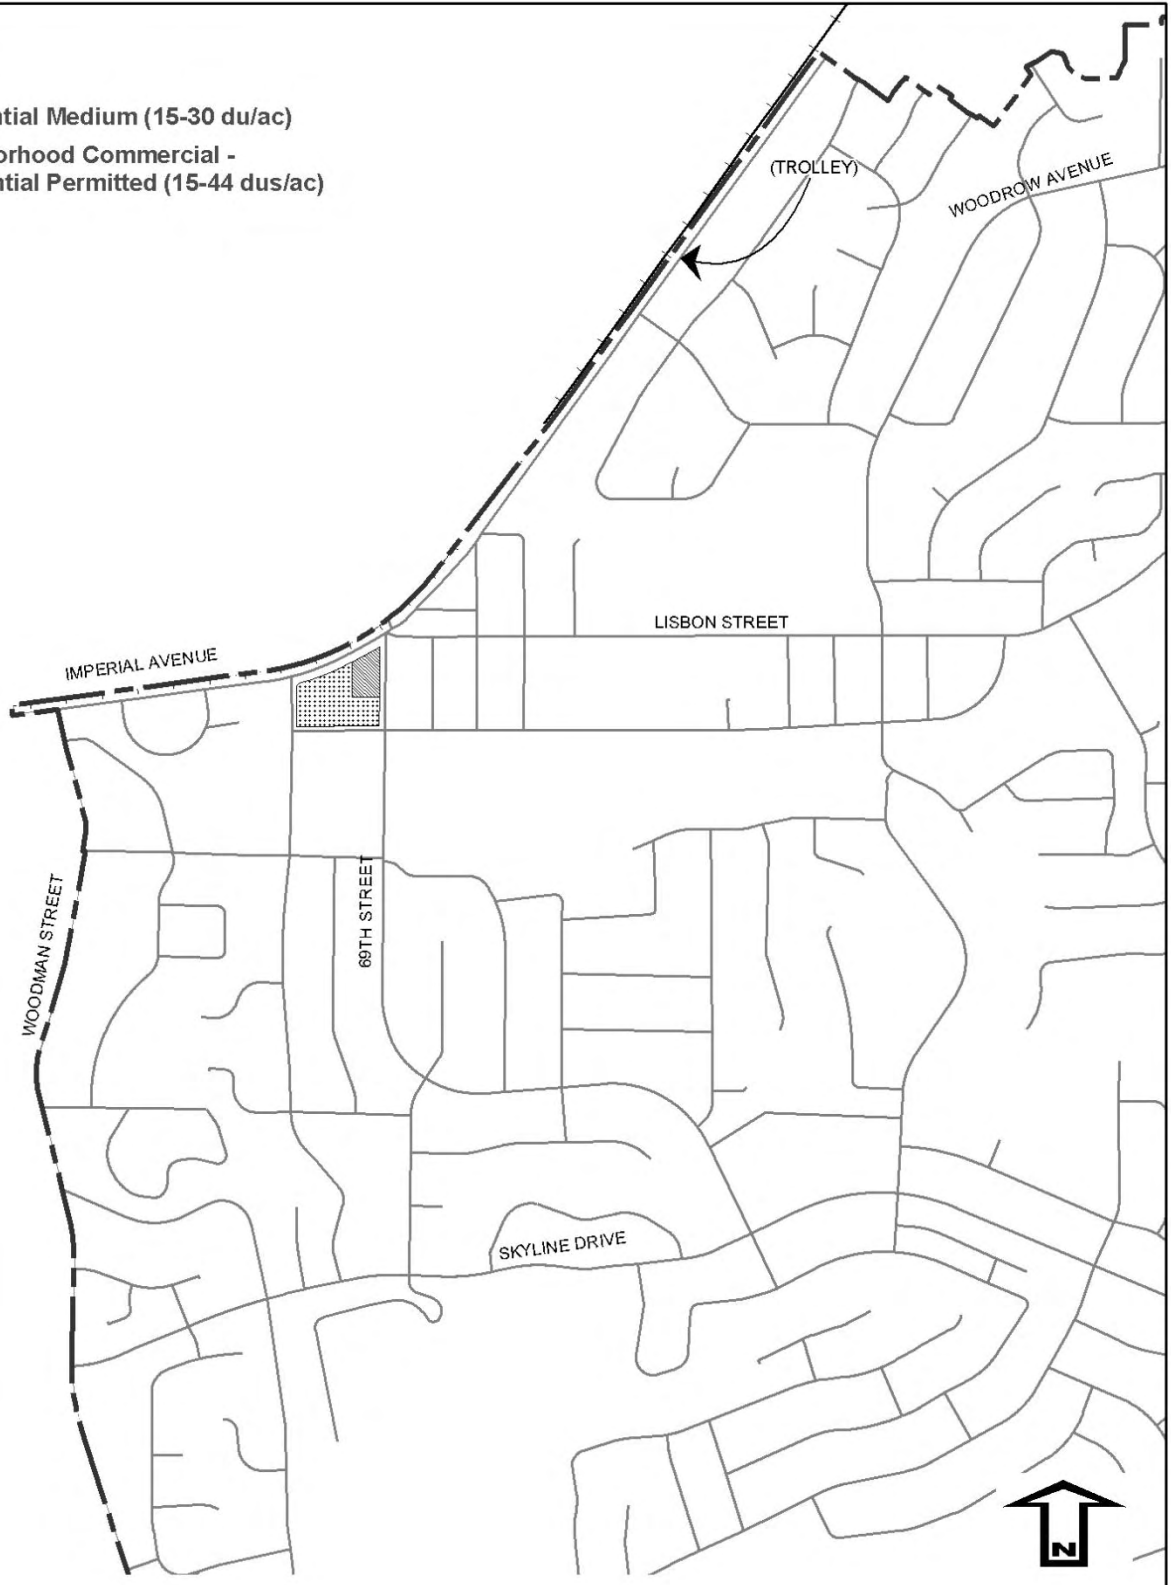 ntial Medium (15-30 du/ac)
orhood Commercial -
ntial Permitted (15-44 dus/ac)
(TROLLEY)
WOODROW AVENUE
LISBON STREET
IMPERIAL AVENUE
69TH STREET
WOODMAN STREET
SKYLINE DRIVE
N